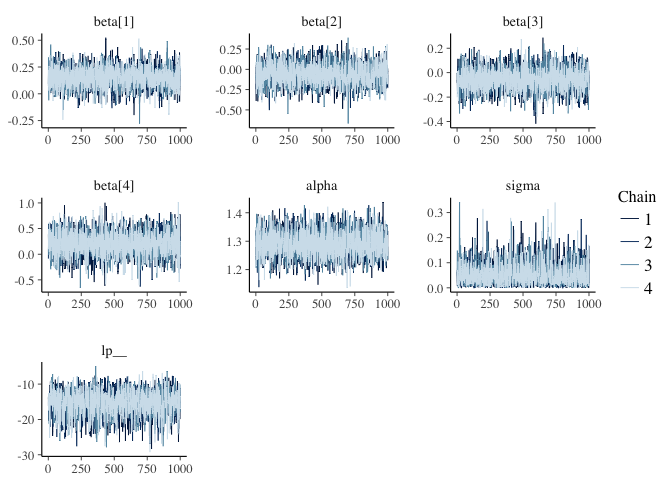 beta[1] beta[2] beta[3]
0.50 0.25 0.00 -0.25
0.25 0.00 -0.25 -0.50
0.2 0.0 -0.2 -0.4
0 250 500 750 1000 0 250 500 750 1000 0 250 500 750 1000
beta[4] alpha sigma
1.0 0.5 0.0 -0.5
1.4 1.3 1.2
0.3 0.2 0.1 0.0
0 250 500 750 1000 0 250 500 750 1000 0 250 500 750 1000
Chain
1
2
3
4
lp__
-10
-20
-30
0 250 500 750 1000